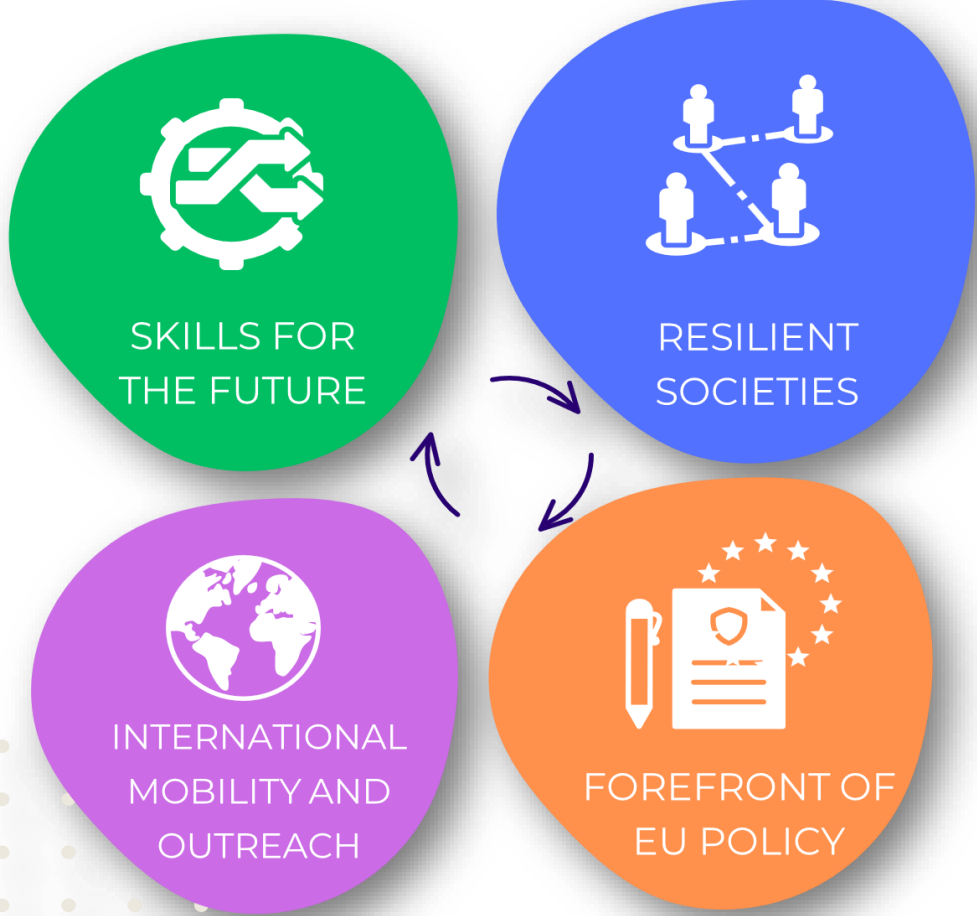 SKILLS FOR
THE FUTURE
RESILIENT
SOCIETIES
INTERNATIONAL
MOBILITY AND
OUTREACH
FOREFRONT OF
EU POLICY